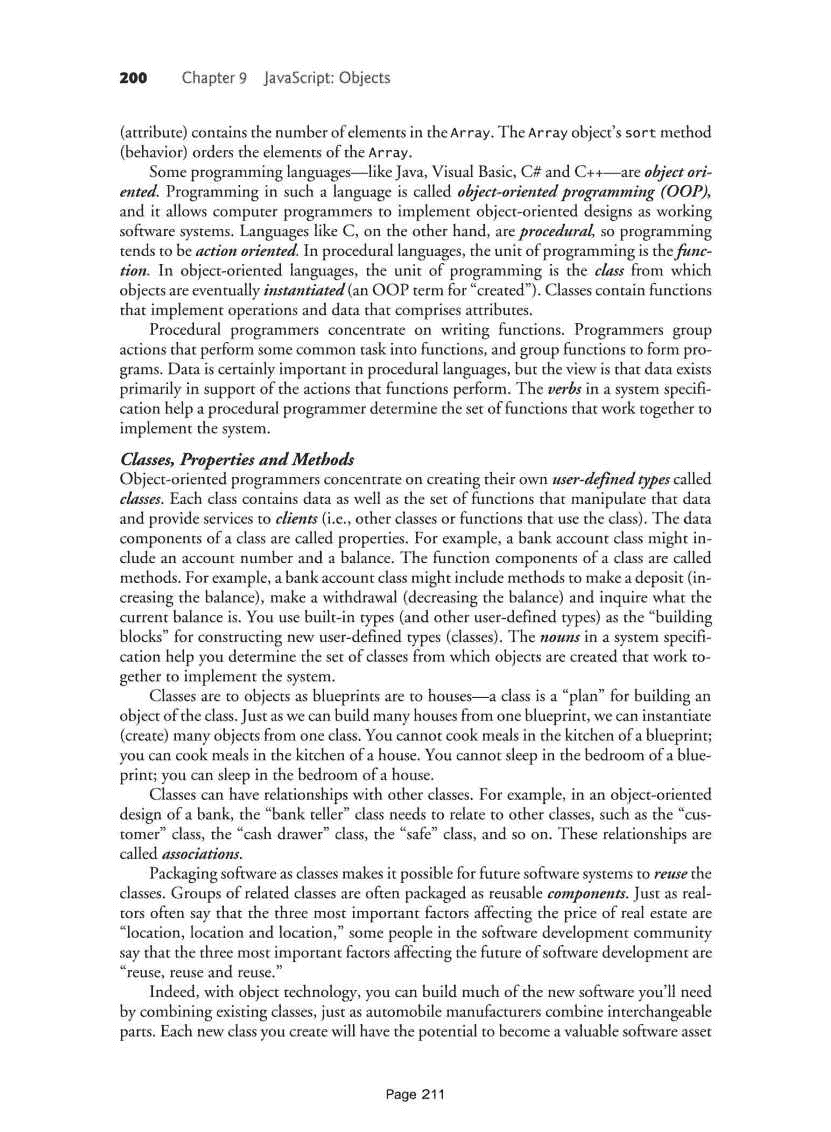 200 Chapter 9 JavaScript: Objects
(attribute) contains the number of elements in the Array. The Array object's sort method
(behavior) orders the elements of the Array.
Some programming languages—like Java, Visual Basic, C# and C++—are object ori-
ented. Programming in such a language is called object-oriented programming (OOP),
and it allows computer programmers to implement object-oriented designs as working
software systems. Languages like C, on the other hand, are procedural, so programming
tends to be action oriented. In procedural languages, the unit of programming is the func-
tion. In object-oriented languages, the unit of programming is the class from which
objects are eventually instantiated (an OOP term for “created”). Classes contain functions
that implement operations and data that comprises attributes.
Procedural programmers concentrate on writing functions. Programmers group
actions that perform some common task into functions, and group functions to form pro-
grams. Data is certainly important in procedural languages, but the view is that data exists
primarily in support of the actions that functions perform. The verbs in a system specifi-
cation help a procedural programmer determine the set of functions that work together to
implement the system.
Classes, Properties and Methods
Object-oriented programmers concentrate on creating their own user-defined types called
classes. Each class contains data as well as the set of functions that manipulate that data
and provide services to clients (i.e., other classes or functions that use the class). The data
components of a class are called properties. For example, a bank account class might in-
clude an account number and a balance. The function components of a class are called
methods. For example, a bank account class might include methods to make a deposit (in-
creasing the balance), make a withdrawal (decreasing the balance) and inquire what the
current balance is. You use built-in types (and other user-defined types) as the “building
blocks” for constructing new user-defined types (classes). The nouns in a system specifi-
cation help you determine the set of classes from which objects are created that work to-
gether to implement the system.
Classes are to objects as blueprints are to houses—a class is a “plan” for building an
object of the class. Just as we can build many houses from one blueprint, we can instantiate
(create) many objects from one class. You cannot cook meals in the kitchen of a blueprint;
you can cook meals in the kitchen of a house. You cannot sleep in the bedroom of a blue-
print; you can sleep in the bedroom of a house.
Classes can have relationships with other classes. For example, in an object-oriented
design of a bank, the “bank teller” class needs to relate to other classes, such as the “cus-
tomer” class, the “cash drawer” class, the “safe” class, and so on. These relationships are
called associations.
Packaging software as classes makes it possible for future software systems to reuse the
classes. Groups of related classes are often packaged as reusable components. Just as real-
tors often say that the three most important factors affecting the price of real estate are
“location, location and location,” some people in the software development community
say that the three most important factors affecting the future of software development are
“reuse, reuse and reuse.”
Indeed, with object technology, you can build much of the new software you'll need
by combining existing classes, just as automobile manufacturers combine interchangeable
parts. Each new class you create will have the potential to become a valuable software asset
Page 211